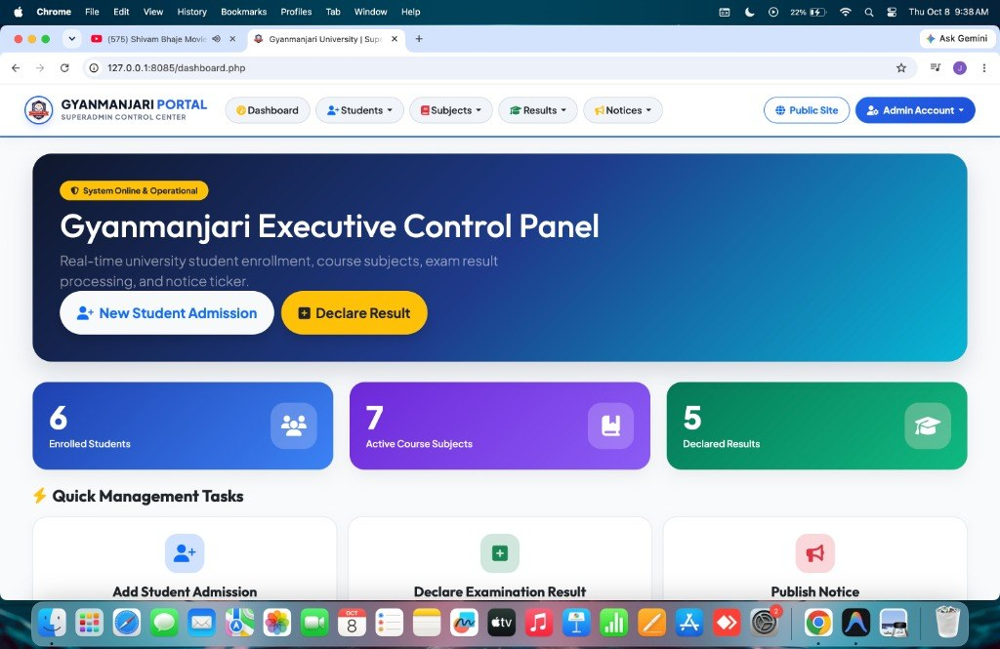 Chrome File Edit View History Bookmarks Profiles Tab Window Help 22% Thu Oct 8 9:38 AM
(575) Shivam Bhaje Movie
Gyanmanjari University | Supe
Ask Gemini
127.0.0.1:8085/dashboard.php
J
GYANMANJARI PORTAL
SUPERADMIN CONTROL CENTER
Dashboard Students Subjects Results Notices Public Site Admin Account
System Online & Operational
Gyanmanjari Executive Control Panel
Real-time university student enrollment, course subjects, exam result
processing, and notice ticker.
New Student Admission Declare Result
6 7 5
Enrolled Students Active Course Subjects Declared Results
Quick Management Tasks
Add Student Admission Declare Examination Result Publish Notice
OCT
8
tv
2